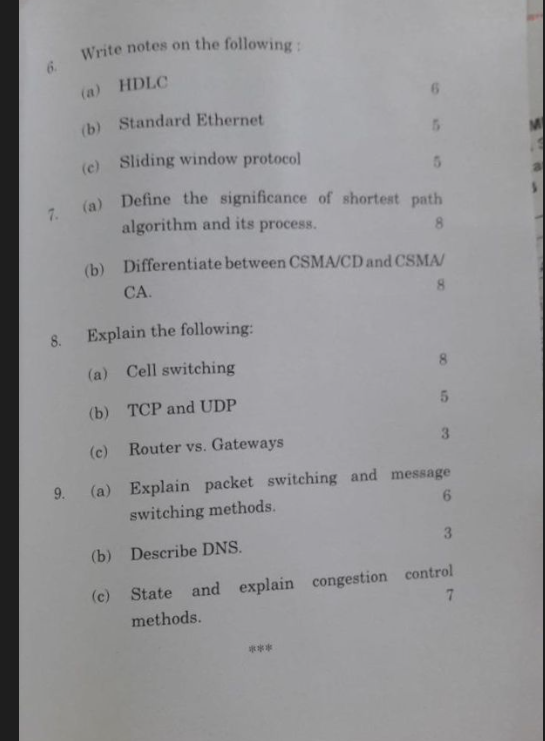 6. Write notes on the following :
(a) HDLC 6
(b) Standard Ethernet 5
(c) Sliding window protocol 5
7. (a) Define the significance of shortest path
algorithm and its process. 8
(b) Differentiate between CSMA/CD and CSMA/
CA. 8
8. Explain the following:
(a) Cell switching 8
(b) TCP and UDP 5
(c) Router vs. Gateways 3
9. (a) Explain packet switching and message
switching methods. 6
(b) Describe DNS. 3
(c) State and explain congestion control
methods. 7
***